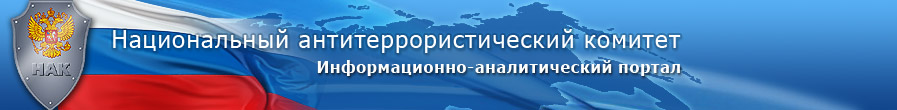 Национальный антитеррористический комитет
Информационно-аналитический портал
НАК